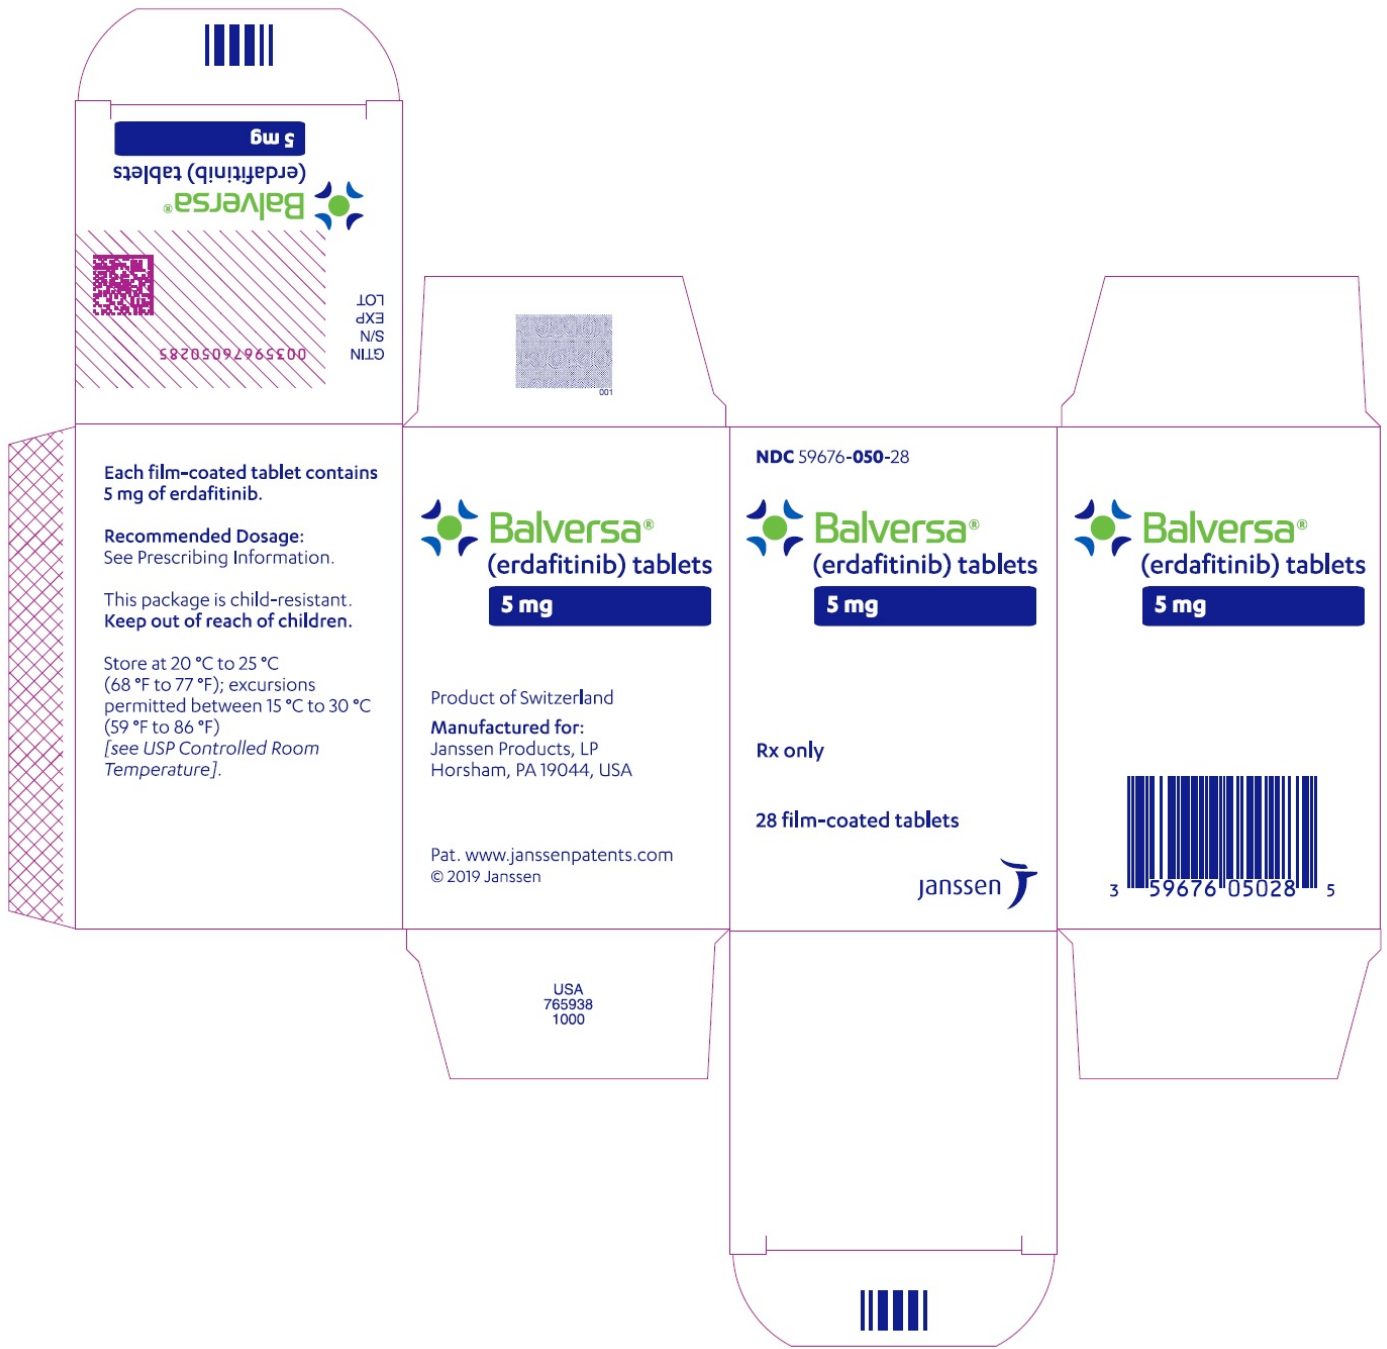 5 mg
(erdafitinib) tablets
Balversa®
LOT
EXP
S/N
GTIN
00359676050285
001
Each film-coated tablet contains
5 mg of erdafitinib.
Recommended Dosage:
See Prescribing Information.
This package is child-resistant.
Keep out of reach of children.
Store at 20 °C to 25 °C
(68 °F to 77 °F); excursions
permitted between 15 °C to 30 °C
(59 °F to 86 °F)
[see USP Controlled Room
Temperature].
Balversa®
(erdafitinib) tablets
5 mg
Product of Switzerland
Manufactured for:
Janssen Products, LP
Horsham, PA 19044, USA
Pat. www.janssenpatents.com
© 2019 Janssen
USA
765938
1000
NDC 59676-050-28
Balversa®
(erdafitinib) tablets
5 mg
Rx only
28 film-coated tablets
janssen
Balversa®
(erdafitinib) tablets
5 mg
3 59676 05028 5